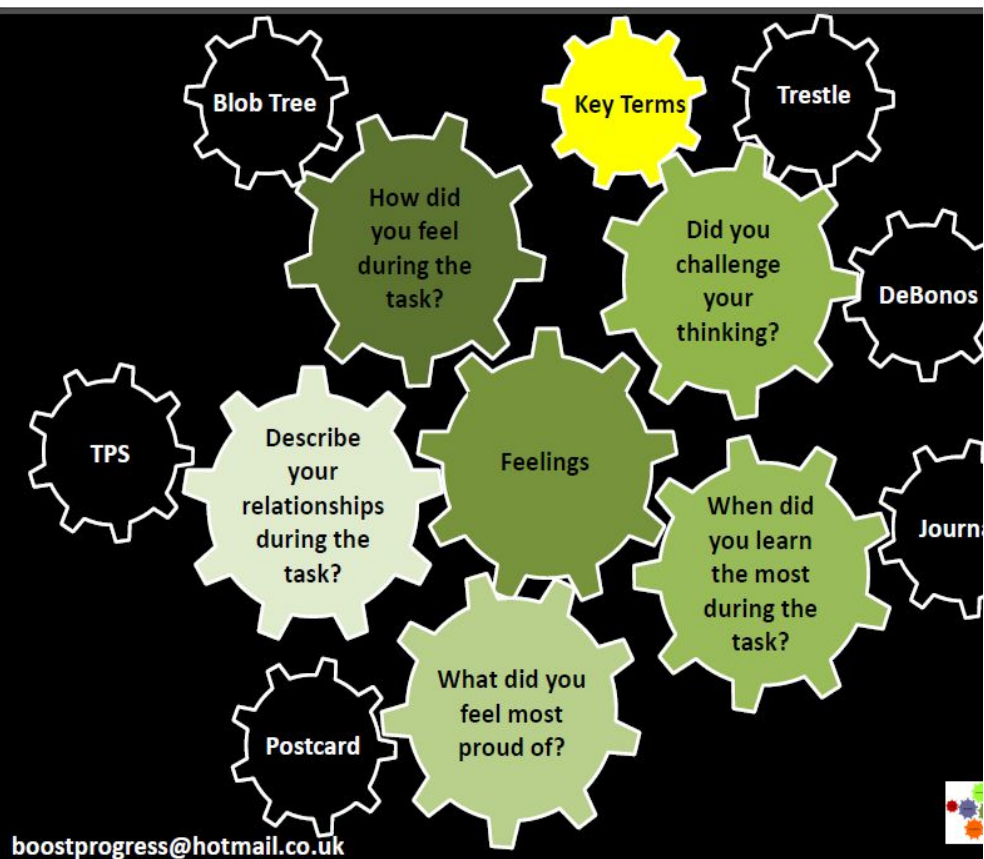 Blob Tree
Key Terms
Trestle
How did
you feel
during the
task?
Did you
challenge
your
thinking?
DeBonos
TPS
Describe
your
relationships
during the
task?
Feelings
When did
you learn
the most
during the
task?
Journa
What did you
feel most
proud of?
Postcard
boostprogress@hotmail.co.uk